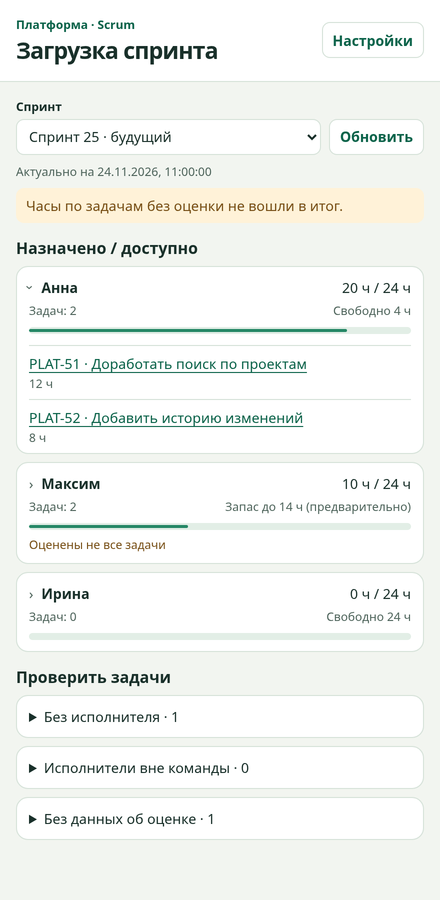 Платформа · Scrum
Загрузка спринта
Настройки
Спринт
Спринт 25 · будущий
Обновить
Актуально на 24.11.2026, 11:00:00
Часы по задачам без оценки не вошли в итог.
Назначено / доступно
Анна 20 ч / 24 ч
Задач: 2 Свободно 4 ч
PLAT-51 · Доработать поиск по проектам
12 ч
PLAT-52 · Добавить историю изменений
8 ч
Максим 10 ч / 24 ч
Задач: 2 Запас до 14 ч (предварительно)
Оценены не все задачи
Ирина 0 ч / 24 ч
Задач: 0 Свободно 24 ч
Проверить задачи
Без исполнителя · 1
Исполнители вне команды · 0
Без данных об оценке · 1